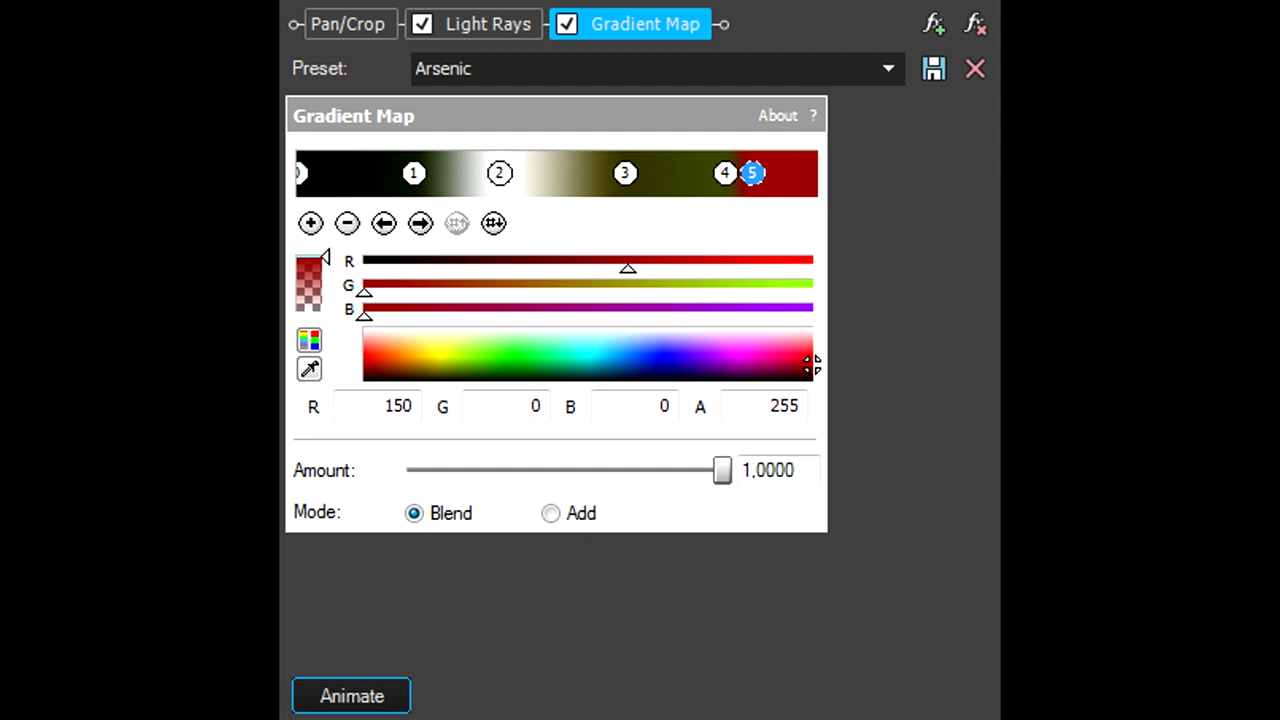 Pan/Crop Light Rays Gradient Map
Preset: Arsenic
Gradient Map About ?
1 2 3 4 5
R
G
B
R 150 G 0 B 0 A 255
Amount: 1,0000
Mode: Blend Add
Animate